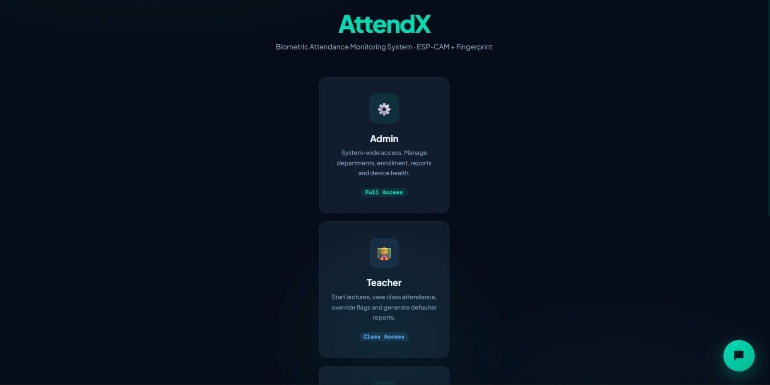 AttendX
Biometric Attendance Monitoring System · ESP-CAM + Fingerprint
Admin
System-wide access. Manage
departments, enrollment, reports
and device health.
Full Access
Teacher
Start lectures, view class attendance,
override flags and generate defaulter
reports.
Class Access